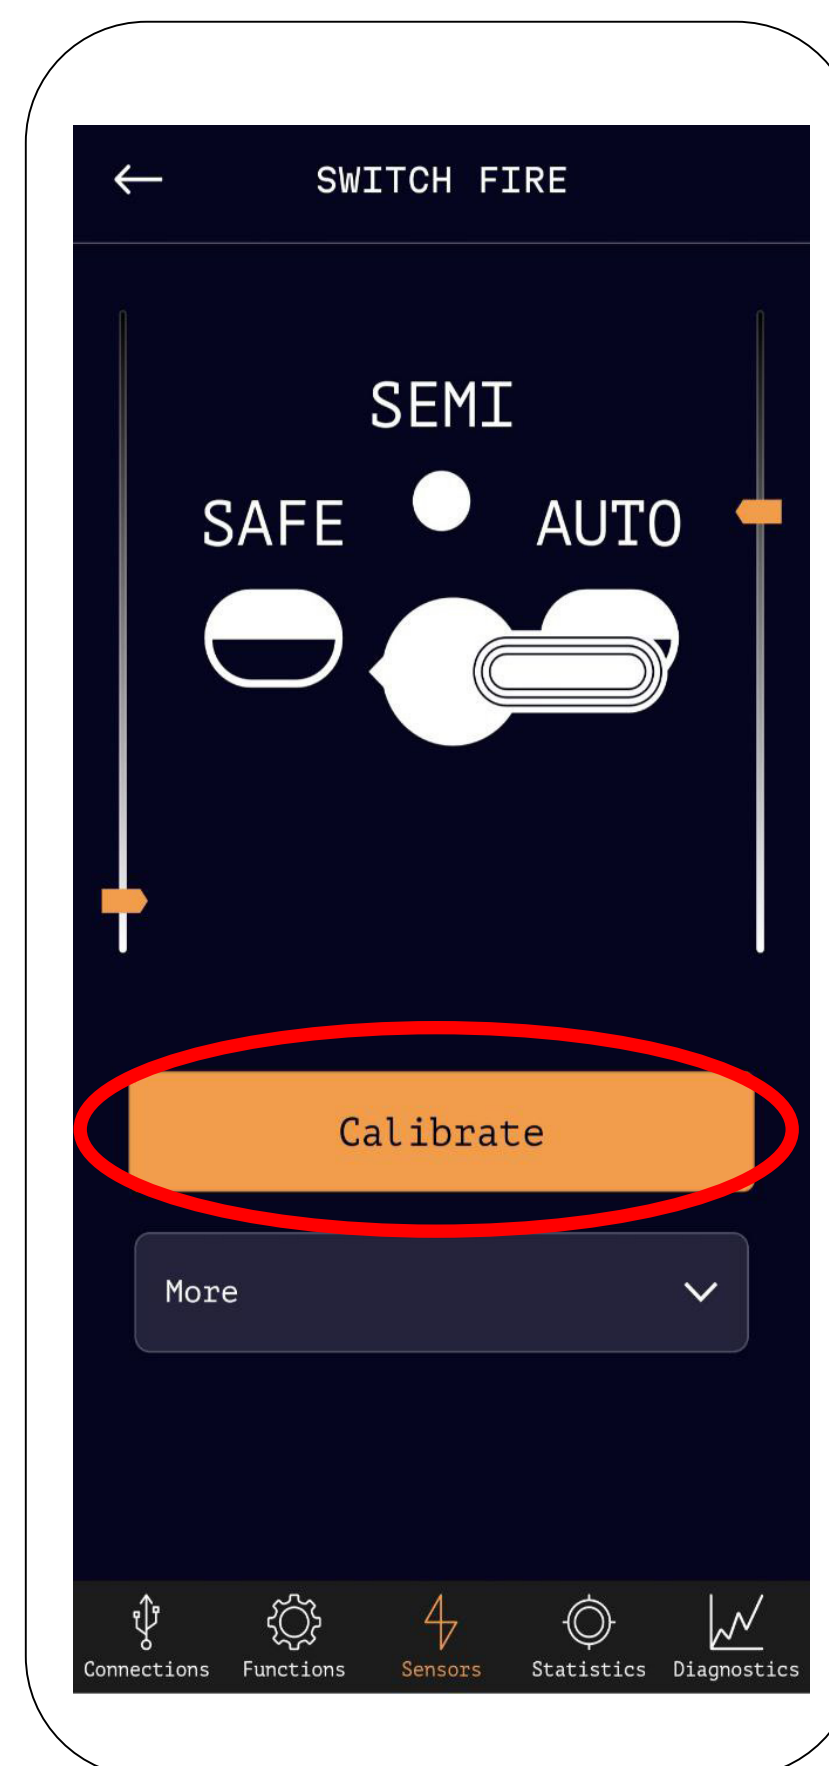 SWITCH FIRE
SEMI
SAFE AUTO
Calibrate
More
Connections Functions Sensors Statistics Diagnostics